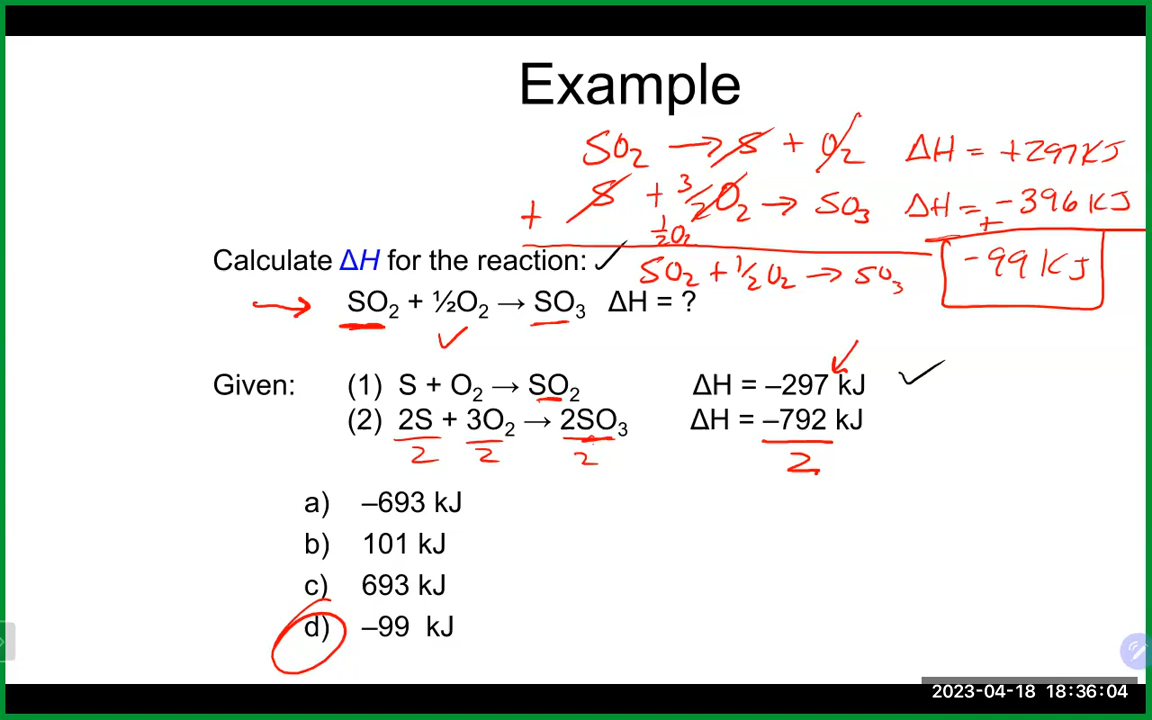 Example
SO₂ → S + O₂ ΔH = +297 KJ
+ S + 3/2 O₂ → SO₃ ΔH = -396 KJ
½O₂ +
SO₂ + ½ O₂ → SO₃ -99 KJ
Calculate ΔH for the reaction: ✓
→ SO₂ + ½O₂ → SO₃ ΔH = ?
✓
Given: (1) S + O₂ → SO₂ ΔH = –297 kJ ✓
(2) 2S + 3O₂ → 2SO₃ ΔH = –792 kJ
2 2 2 2
a) –693 kJ
b) 101 kJ
c) 693 kJ
d) –99 kJ
2023-04-18 18:36:04